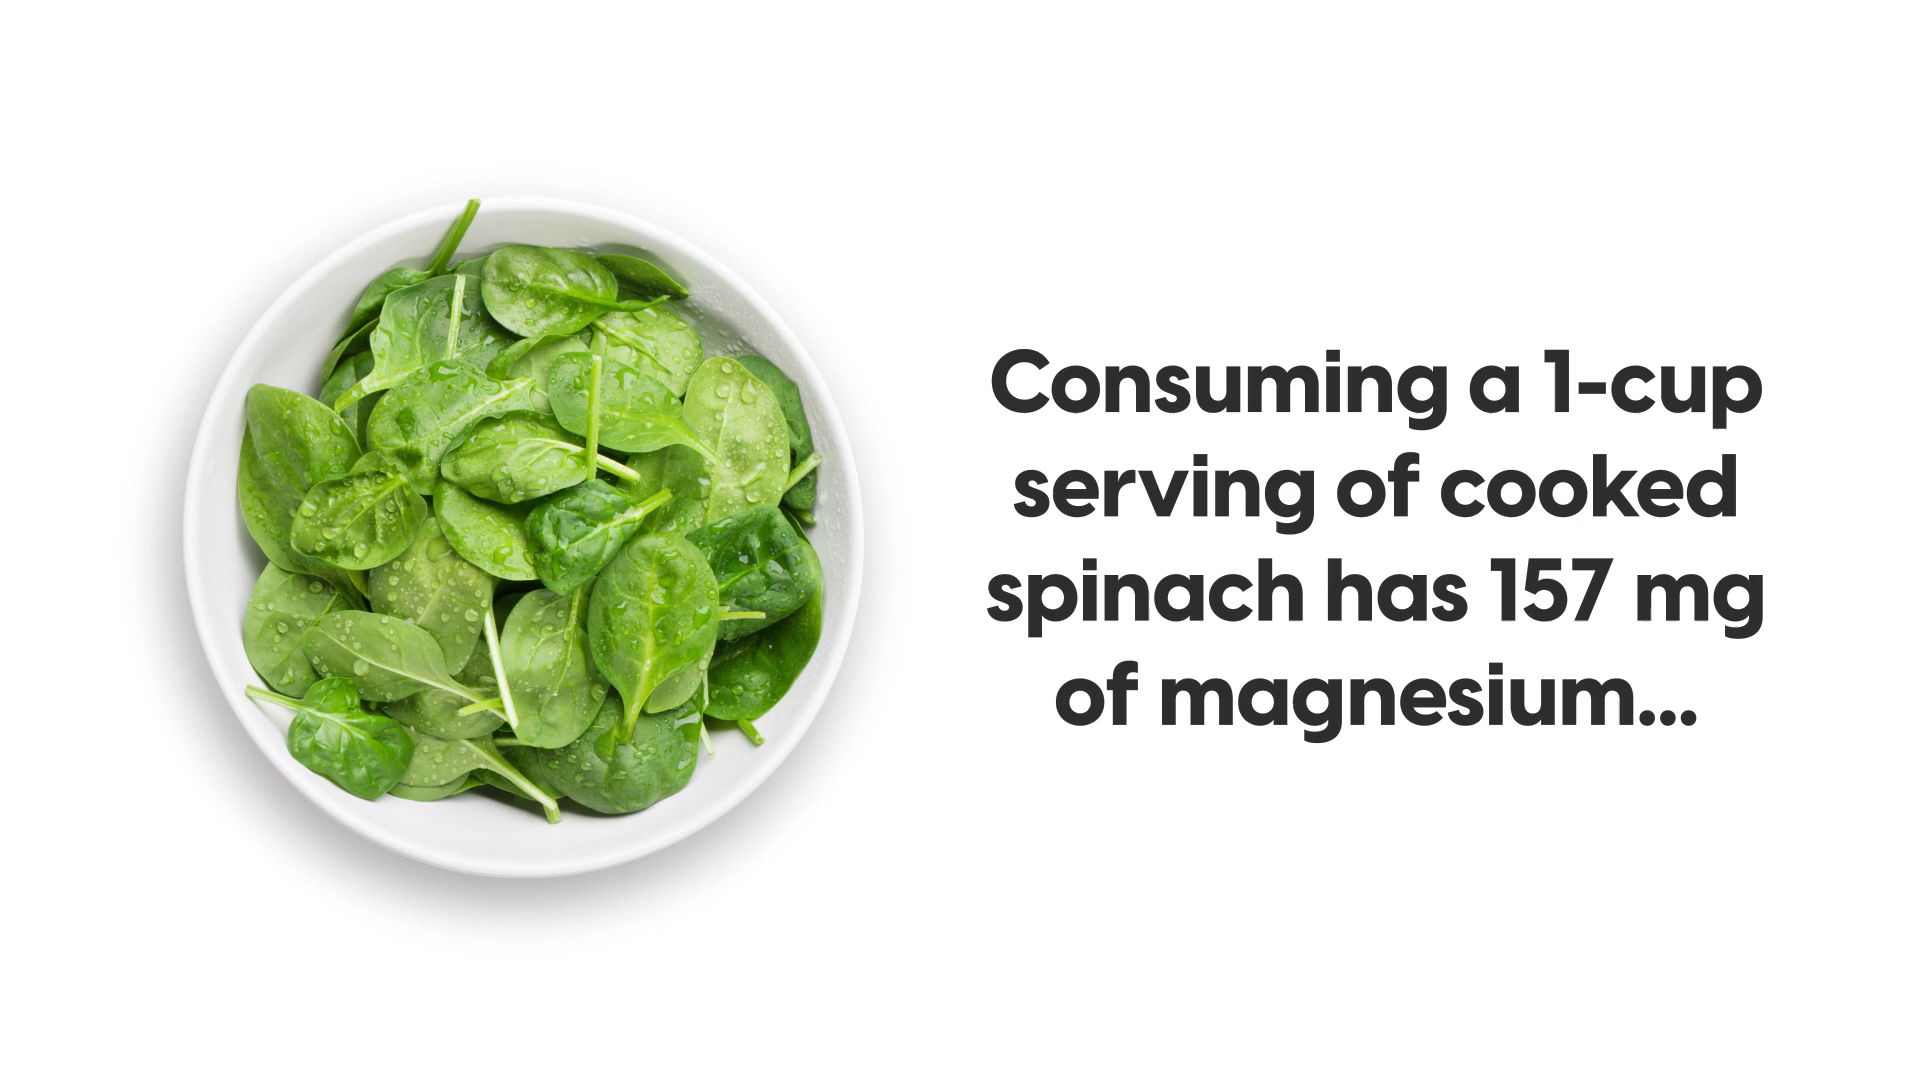 Consuming a 1-cup
serving of cooked
spinach has 157 mg
of magnesium...